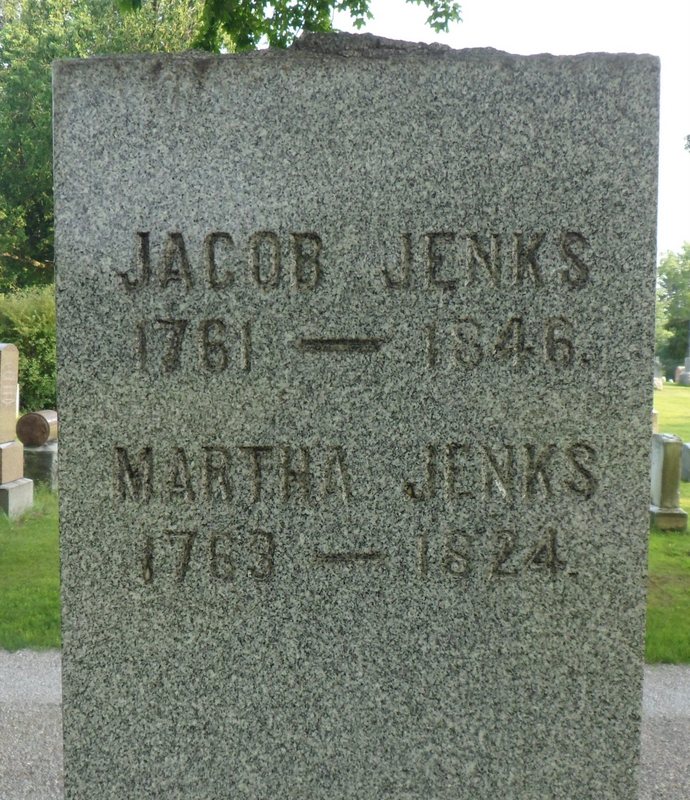 JACOB JENKS
1761 — 1846.
MARTHA JENKS
1763 — 1824.